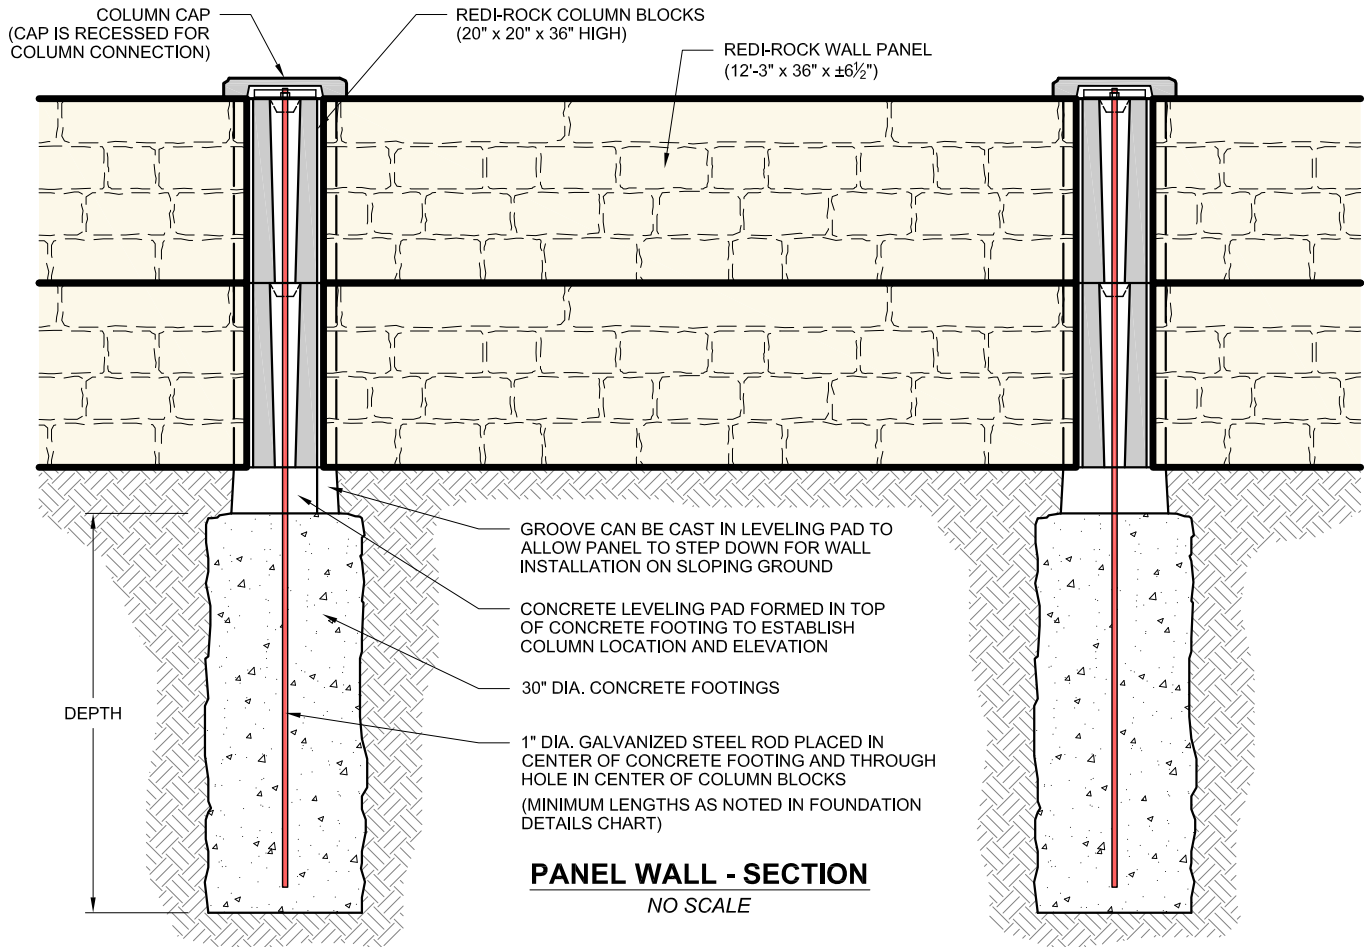 COLUMN CAP
(CAP IS RECESSED FOR
COLUMN CONNECTION)
REDI-ROCK COLUMN BLOCKS
(20" x 20" x 36" HIGH)
REDI-ROCK WALL PANEL
(12'-3" x 36" x ±6½")
GROOVE CAN BE CAST IN LEVELING PAD TO
ALLOW PANEL TO STEP DOWN FOR WALL
INSTALLATION ON SLOPING GROUND
CONCRETE LEVELING PAD FORMED IN TOP
OF CONCRETE FOOTING TO ESTABLISH
COLUMN LOCATION AND ELEVATION
30" DIA. CONCRETE FOOTINGS
DEPTH
1" DIA. GALVANIZED STEEL ROD PLACED IN
CENTER OF CONCRETE FOOTING AND THROUGH
HOLE IN CENTER OF COLUMN BLOCKS
(MINIMUM LENGTHS AS NOTED IN FOUNDATION
DETAILS CHART)
PANEL WALL - SECTION
NO SCALE